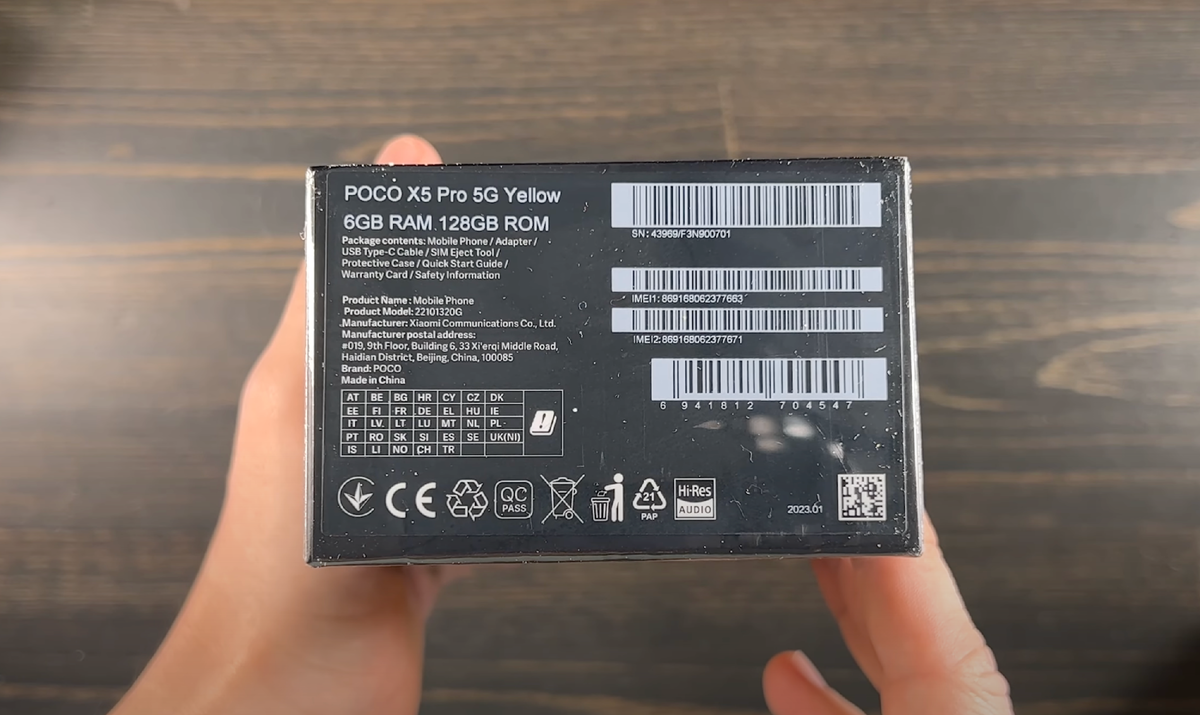 POCO X5 Pro 5G Yellow
6GB RAM 128GB ROM
Package contents: Mobile Phone / Adapter /
USB Type-C Cable / SIM Eject Tool /
Protective Case / Quick Start Guide /
Warranty Card / Safety Information
Product Name: Mobile Phone
Product Model: 22101320G
Manufacturer: Xiaomi Communications Co., Ltd.
Manufacturer postal address:
#019, 9th Floor, Building 6, 33 Xi'erqi Middle Road,
Haidian District, Beijing, China, 100085
Brand: POCO
Made in China
AT BE BG HR CY CZ DK
EE FI FR DE EL HU IE
IT LV LT LU MT NL PL
PT RO SK SI ES SE UK(NI)
IS LI NO CH TR
SN: 43969/F3N900701
IMEI1: 869168062377663
IMEI2: 869168062377671
6 941812 704547
CE
QC
PASS
21
PAP
Hi-Res
AUDIO
2023.01